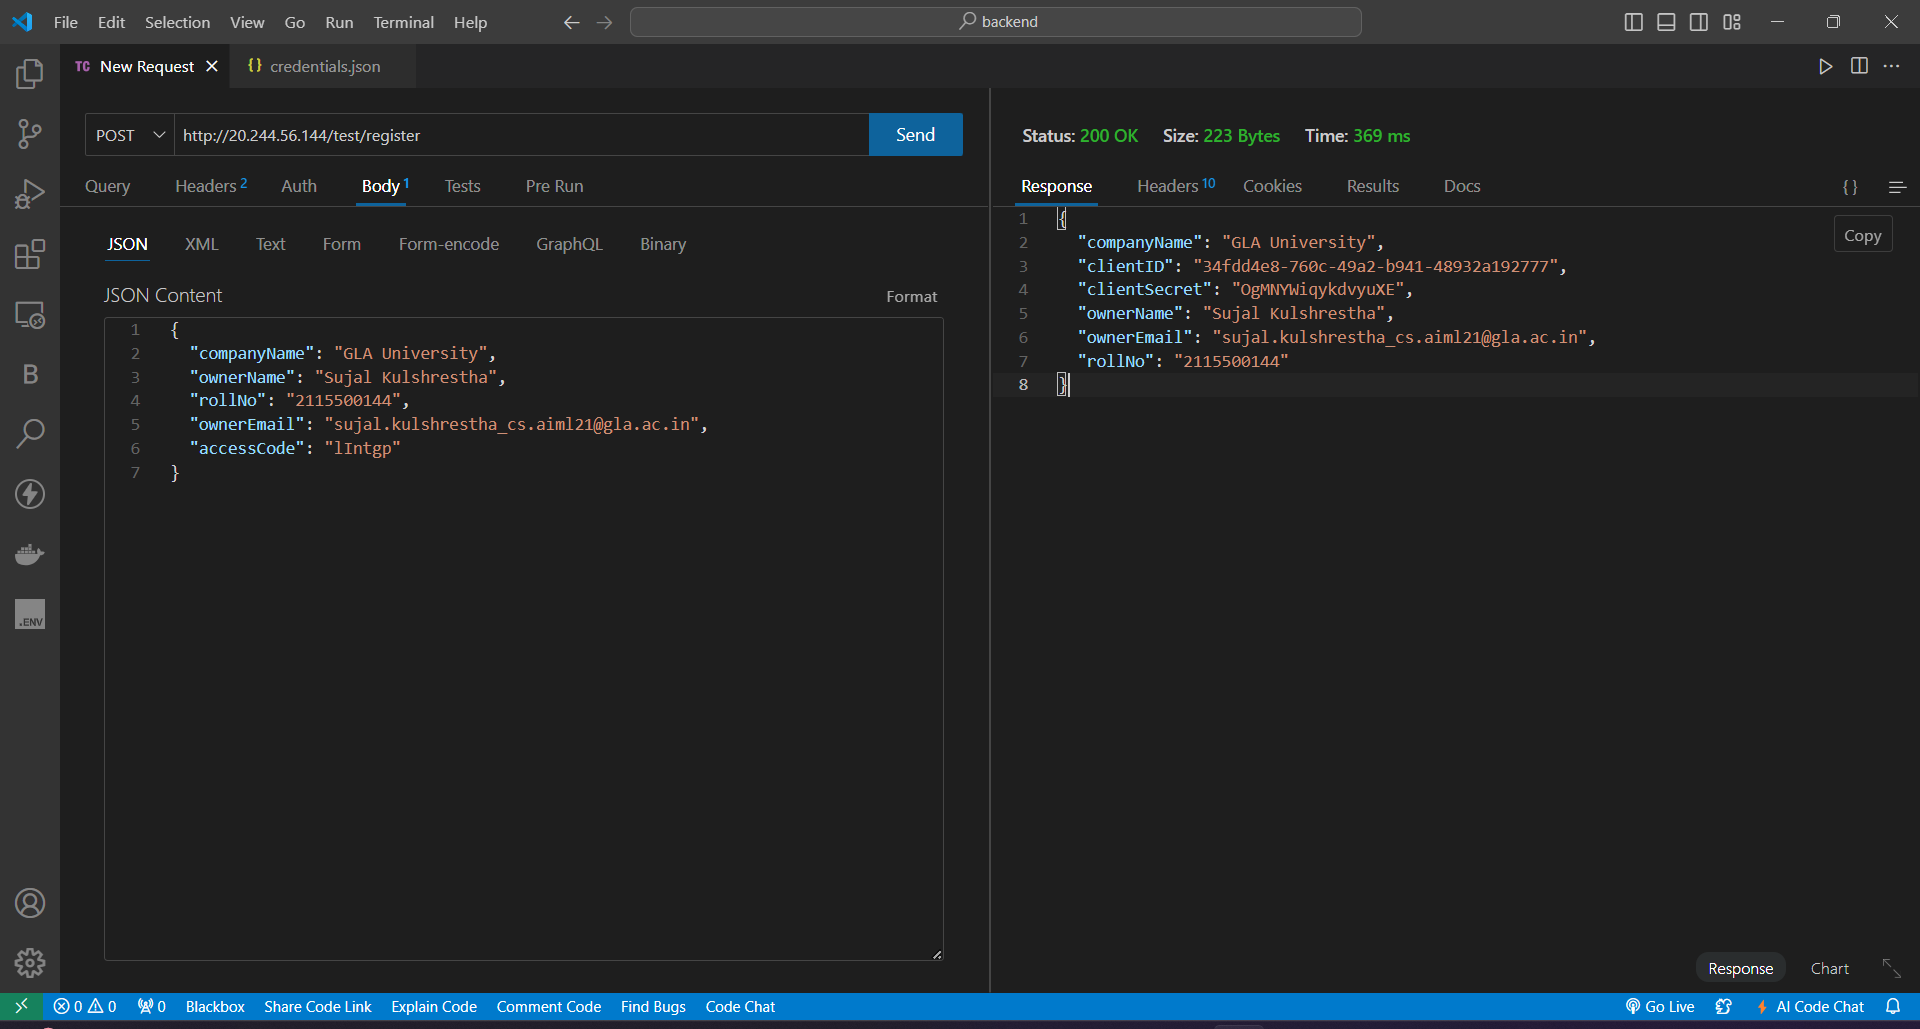 File Edit Selection View Go Run Terminal Help
backend
TC New Request
{} credentials.json
POST
http://20.244.56.144/test/register
Send
Query Headers 2 Auth Body 1 Tests Pre Run
JSON XML Text Form Form-encode GraphQL Binary
JSON Content
Format
1 {
2 "companyName": "GLA University",
3 "ownerName": "Sujal Kulshrestha",
4 "rollNo": "2115500144",
5 "ownerEmail": "sujal.kulshrestha_cs.aiml21@gla.ac.in",
6 "accessCode": "lIntgp"
7 }
Status: 200 OK Size: 223 Bytes Time: 369 ms
Response Headers 10 Cookies Results Docs
{}
Copy
1 {
2 "companyName": "GLA University",
3 "clientID": "34fdd4e8-760c-49a2-b941-48932a192777",
4 "clientSecret": "OgMNYWiqykdvyuXE",
5 "ownerName": "Sujal Kulshrestha",
6 "ownerEmail": "sujal.kulshrestha_cs.aiml21@gla.ac.in",
7 "rollNo": "2115500144"
8 }
B
.ENV
Response Chart
0 0 0 Blackbox Share Code Link Explain Code Comment Code Find Bugs Code Chat
Go Live AI Code Chat